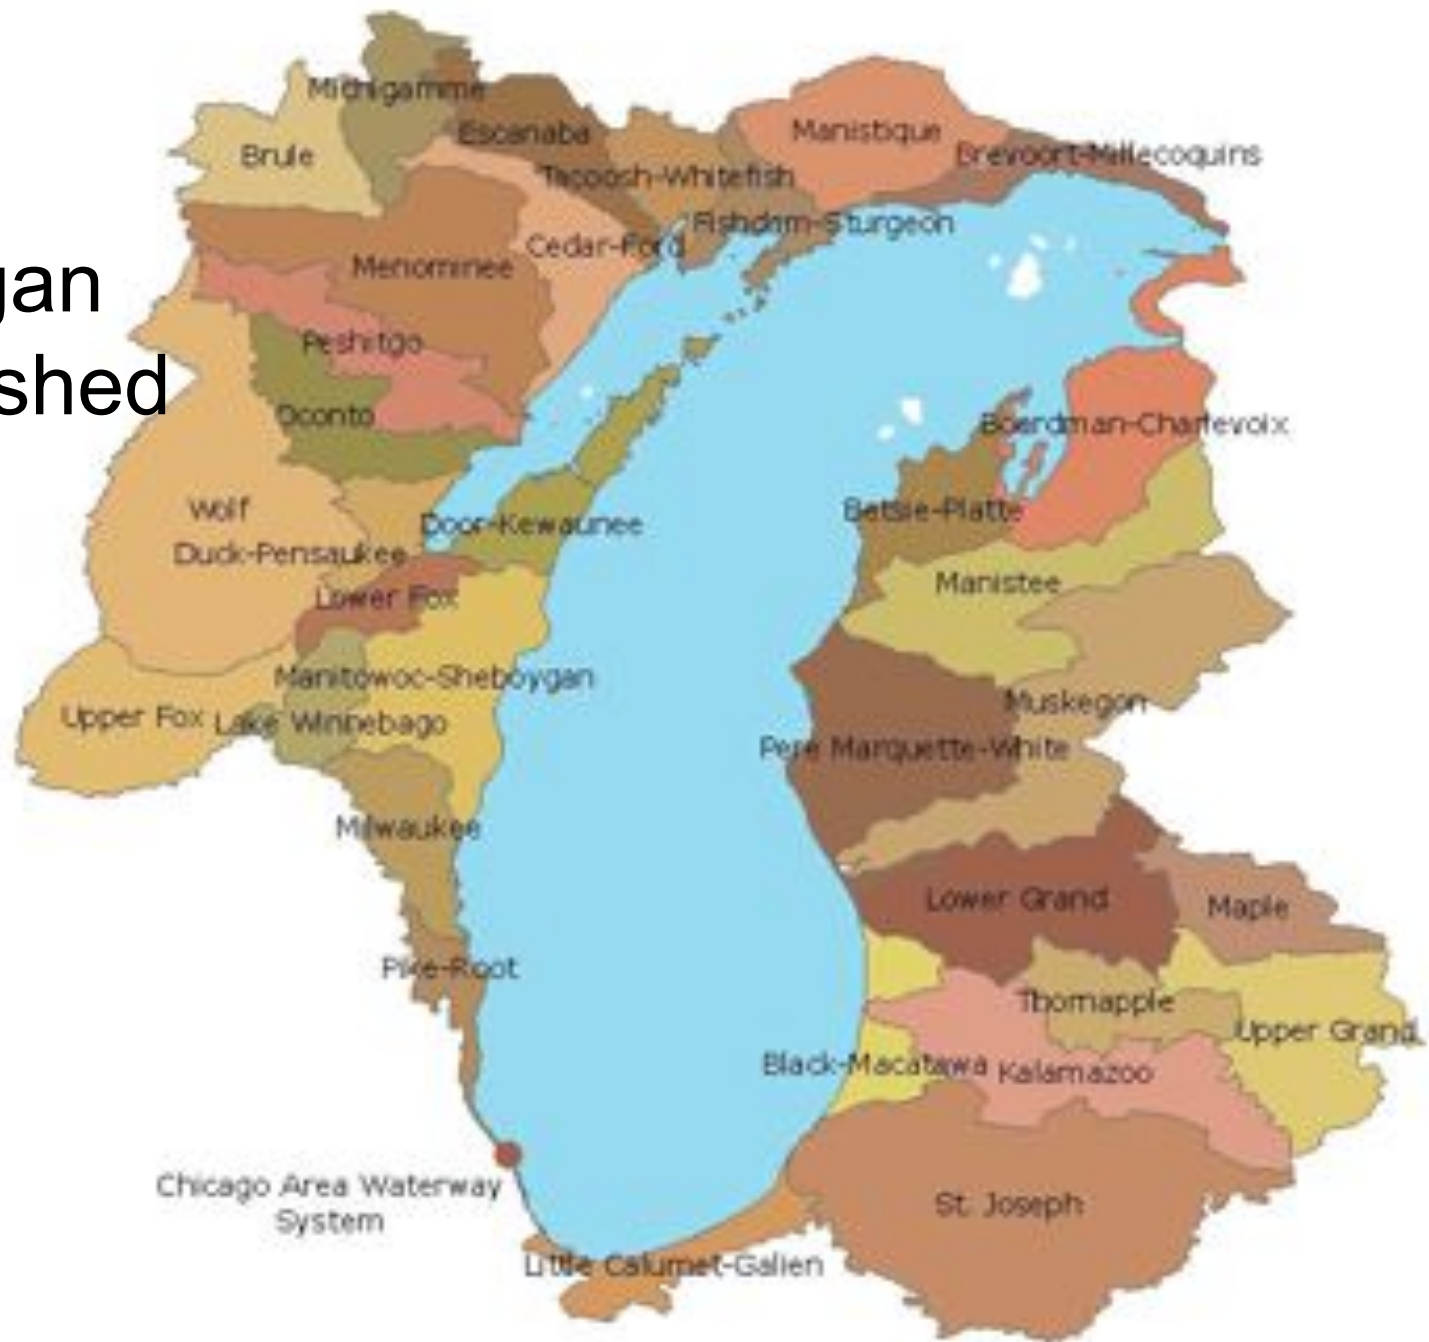 gan
shed
Michigamme
Brule
Escanaba
Manistique
Brevoort-Millecoquins
Tacoosh-Whitefish
Fishdam-Sturgeon
Cedar-Ford
Menominee
Peshtigo
Oconto
Boardman-Charlevoix
Wolf
Door-Kewaunee
Betsie-Platte
Duck-Pensaukee
Lower Fox
Manistee
Manitowoc-Sheboygan
Upper Fox
Lake Winnebago
Muskegon
Pere Marquette-White
Milwaukee
Lower Grand
Maple
Pike-Root
Thornapple
Upper Grand
Black-Macatawa
Kalamazoo
Chicago Area Waterway
System
St. Joseph
Little Calumet-Galien